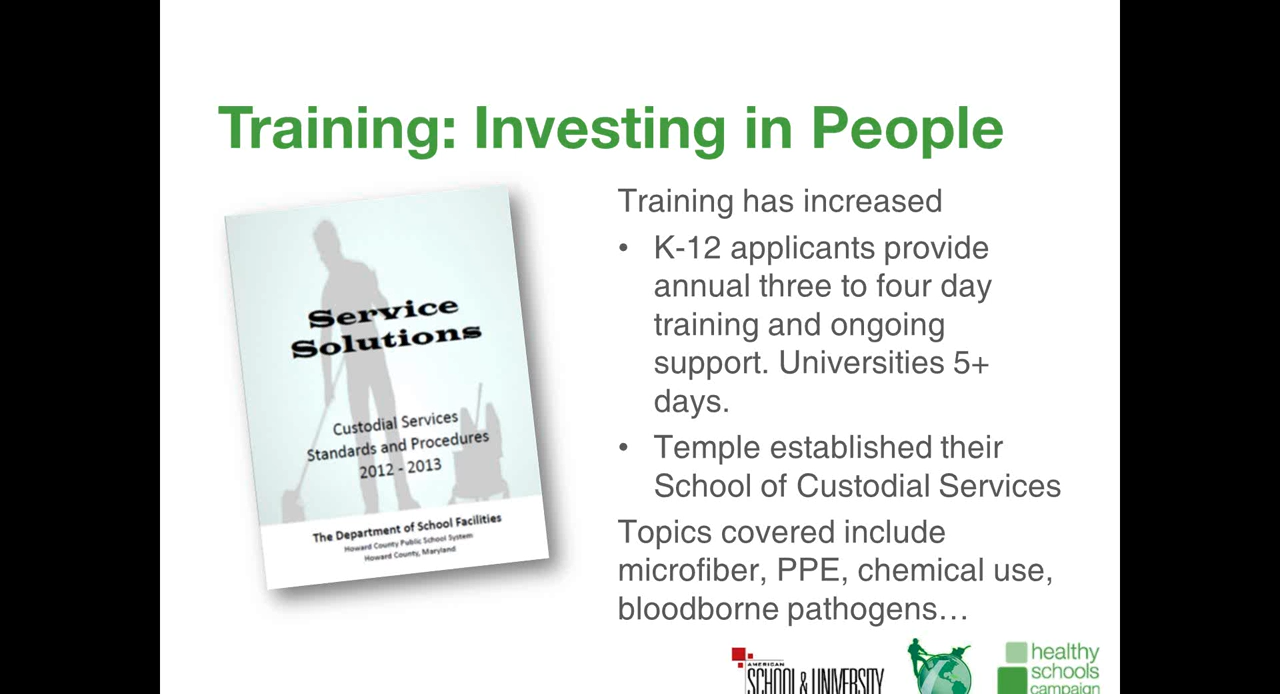 Training: Investing in People
Service
Solutions
Custodial Services
Standards and Procedures
2012 - 2013
The Department of School Facilities
Howard County Public School System
Howard County, Maryland
Training has increased
• K-12 applicants provide
annual three to four day
training and ongoing
support. Universities 5+
days.
• Temple established their
School of Custodial Services
Topics covered include
microfiber, PPE, chemical use,
bloodborne pathogens…
AMERICAN
SCHOOL & UNIVERSITY
healthy
schools
campaign